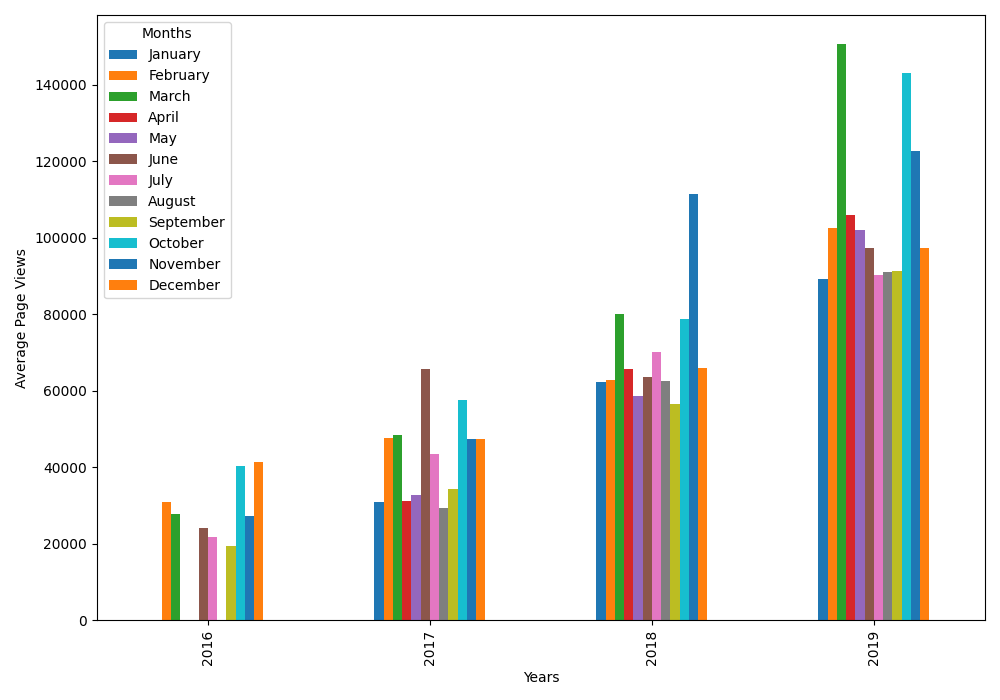 Months
January
February
March
April
May
June
July
August
September
October
November
December
140000
120000
100000
80000
60000
40000
20000
0
Average Page Views
2016
2017
2018
2019
Years